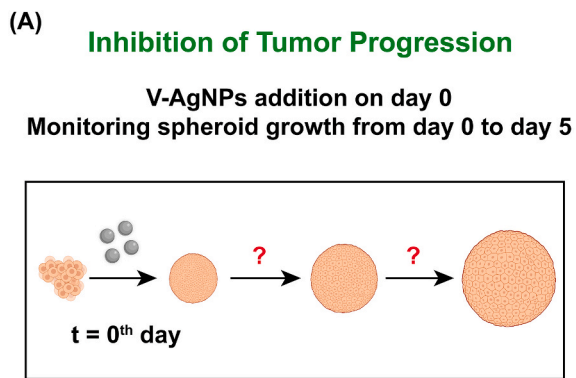 (A)
Inhibition of Tumor Progression
V-AgNPs addition on day 0
Monitoring spheroid growth from day 0 to day 5
? ?
t = 0th day